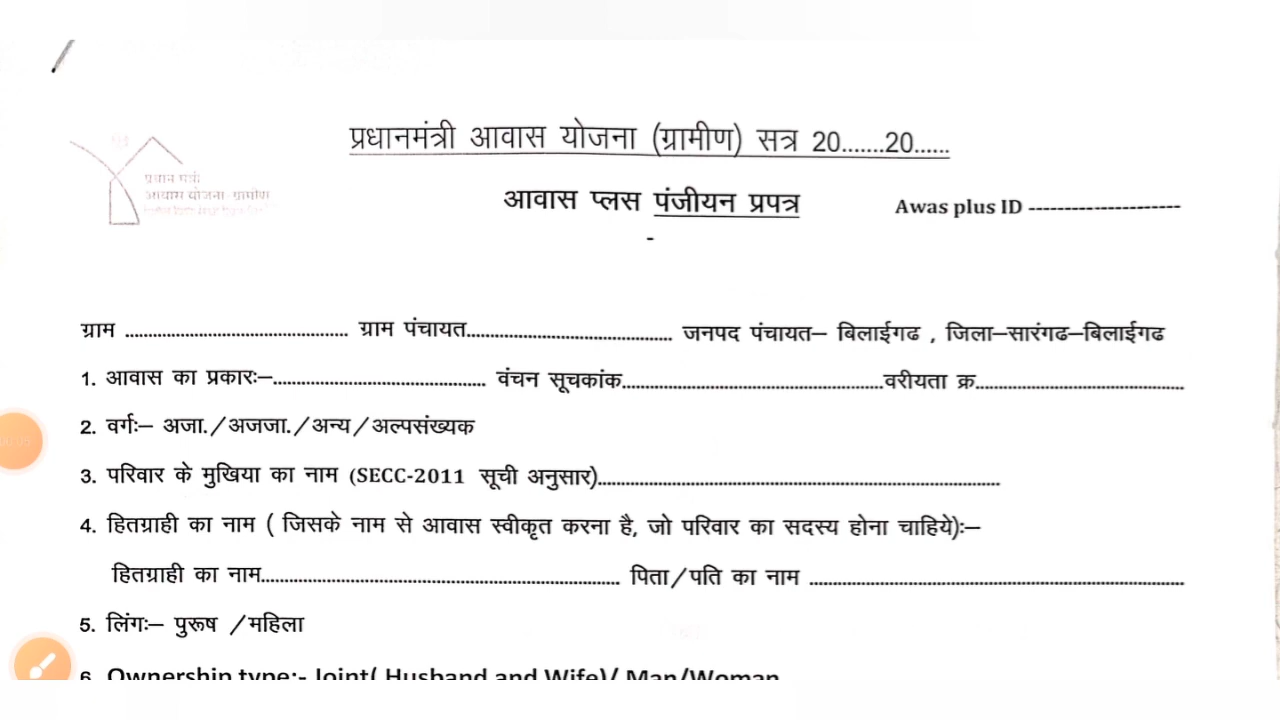 प्रधानमंत्री आवास योजना (ग्रामीण) सत्र 20.......20......
प्रधान मंत्री
आवास योजना-ग्रामीण
आवास प्लस पंजीयन प्रपत्र
Awas plus ID ----------------------
-
ग्राम ........................................ ग्राम पंचायत..................................... जनपद पंचायत– बिलाईगढ , जिला–सारंगढ–बिलाईगढ
1. आवास का प्रकारः–...................................... वंचन सूचकांक..............................................वरीयता क्र.....................................
2. वर्गः– अजा./अजजा./अन्य/अल्पसंख्यक
3. परिवार के मुखिया का नाम (SECC-2011 सूची अनुसार)........................................................................
4. हितग्राही का नाम ( जिसके नाम से आवास स्वीकृत करना है, जो परिवार का सदस्य होना चाहिये)ः–
हितग्राही का नाम................................................................ पिता/पति का नाम ...................................................................
5. लिंगः– पुरूष /महिला
6. Ownership type:- Joint( Husband and Wife)/ Man/Woman